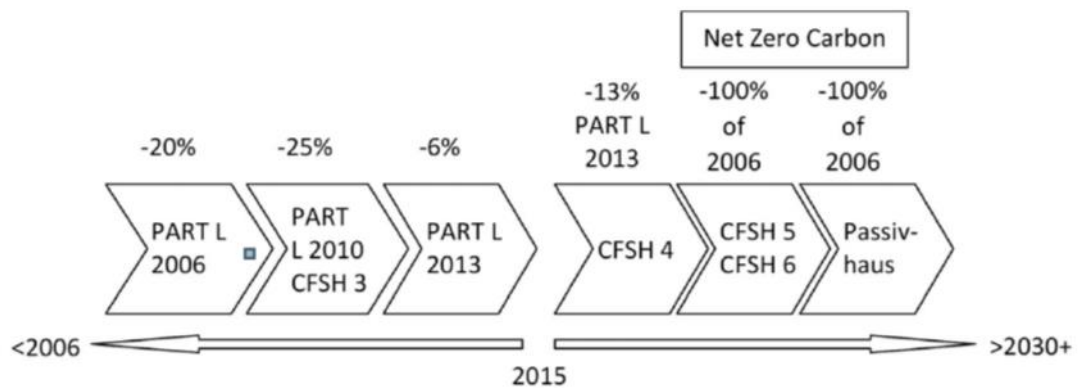 Net Zero Carbon
-20%
-25%
-6%
-13%
PART L
2013
-100%
of
2006
-100%
of
2006
PART L
2006
PART
L 2010
CFSH 3
PART L
2013
CFSH 4
CFSH 5
CFSH 6
Passiv-
haus
<2006
2015
>2030+